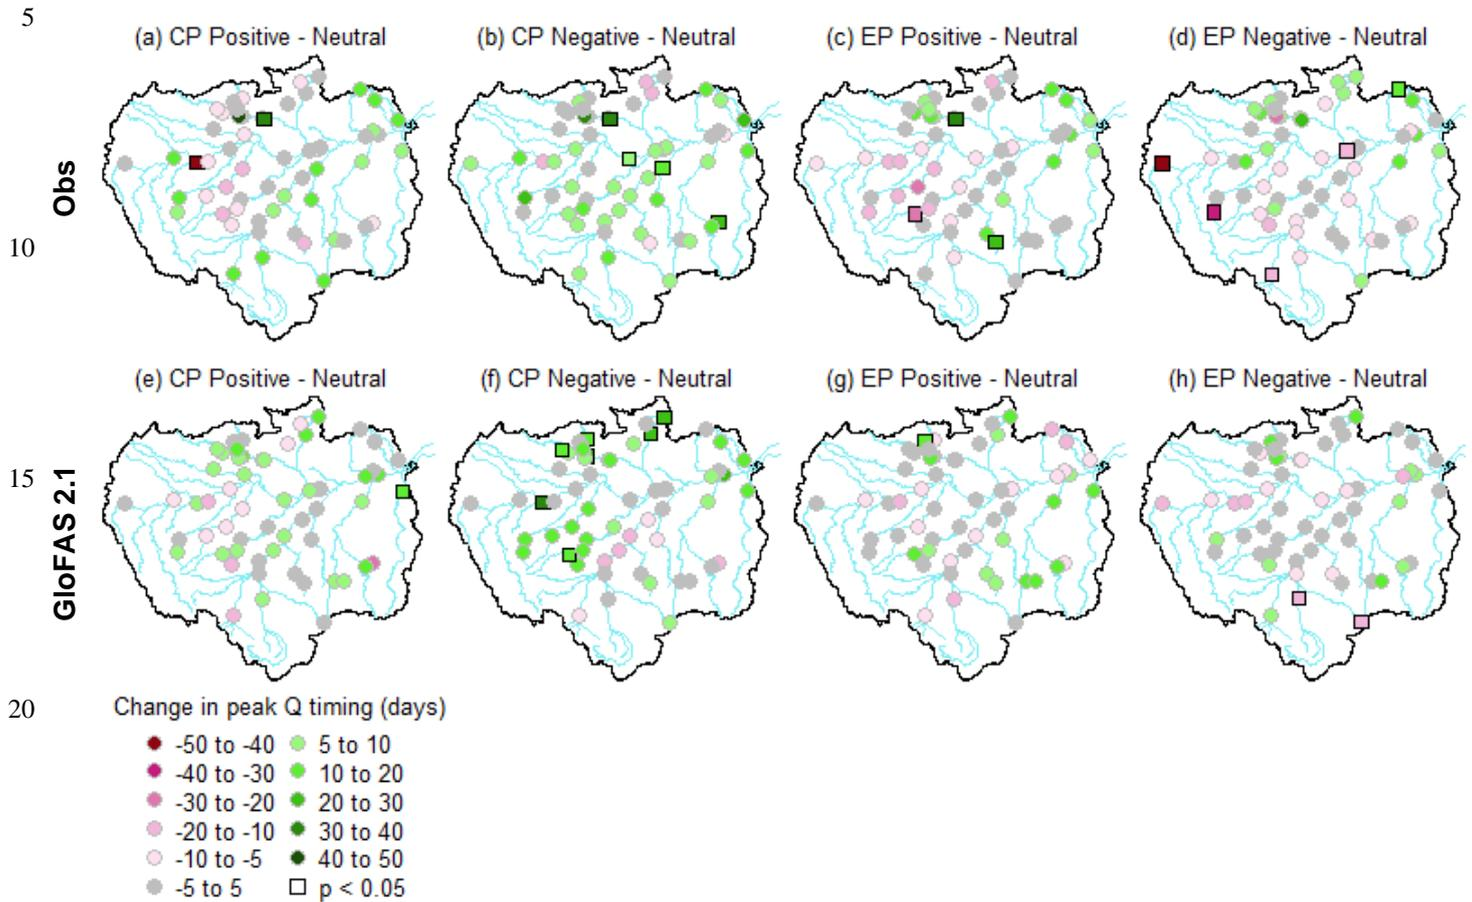 5
(a) CP Positive - Neutral
(b) CP Negative - Neutral
(c) EP Positive - Neutral
(d) EP Negative - Neutral
Obs
10
(e) CP Positive - Neutral
(f) CP Negative - Neutral
(g) EP Positive - Neutral
(h) EP Negative - Neutral
15
GloFAS 2.1
20
Change in peak Q timing (days)
-50 to -40 5 to 10
-40 to -30 10 to 20
-30 to -20 20 to 30
-20 to -10 30 to 40
-10 to -5 40 to 50
-5 to 5 p < 0.05